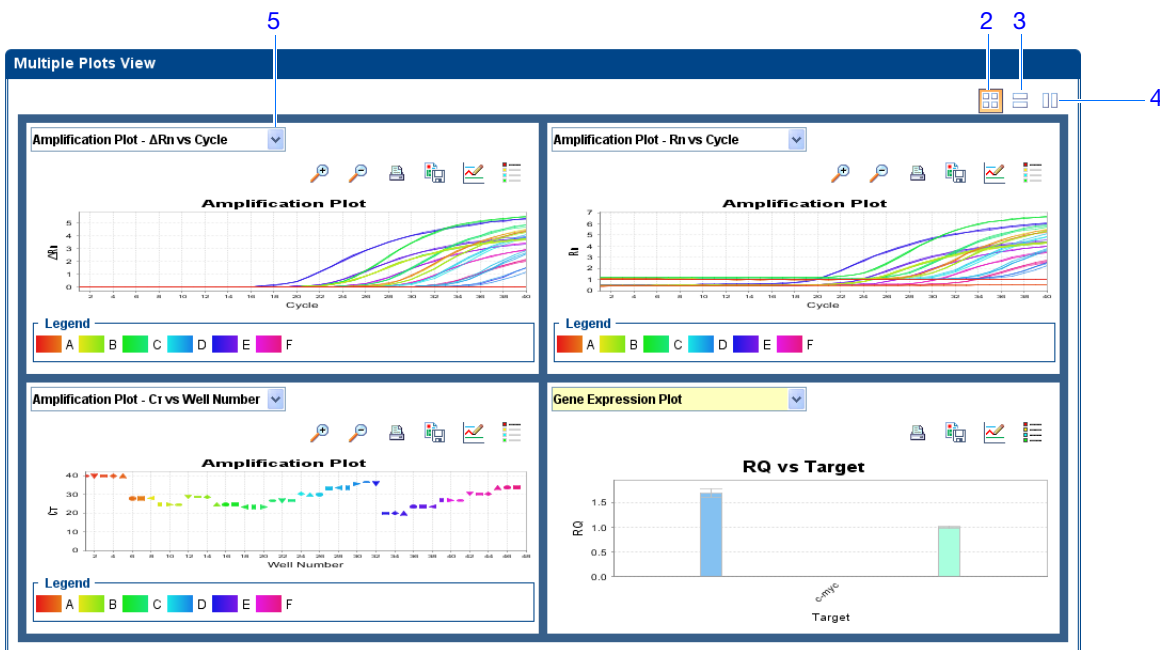 5
2
3
Multiple Plots View
4
Amplification Plot - ΔRn vs Cycle
Amplification Plot
5
4
3
2
1
0
ΔRn
2 4 6 8 10 12 14 16 18 20 22 24 26 28 30 32 34 36 38 40
Cycle
Legend
A B C D E F
Amplification Plot - Rn vs Cycle
Amplification Plot
7
6
5
4
3
2
1
0
Rn
2 4 6 8 10 12 14 16 18 20 22 24 26 28 30 32 34 36 38 40
Cycle
Legend
A B C D E F
Amplification Plot - Cт vs Well Number
Amplification Plot
40
30
20
10
0
Cт
2 4 6 8 10 12 14 16 18 20 22 24 26 28 30 32 34 36 38 40 42 44 46 48
Well Number
Legend
A B C D E F
Gene Expression Plot
RQ vs Target
1.5
1.0
0.5
0.0
RQ
c-myc
Target